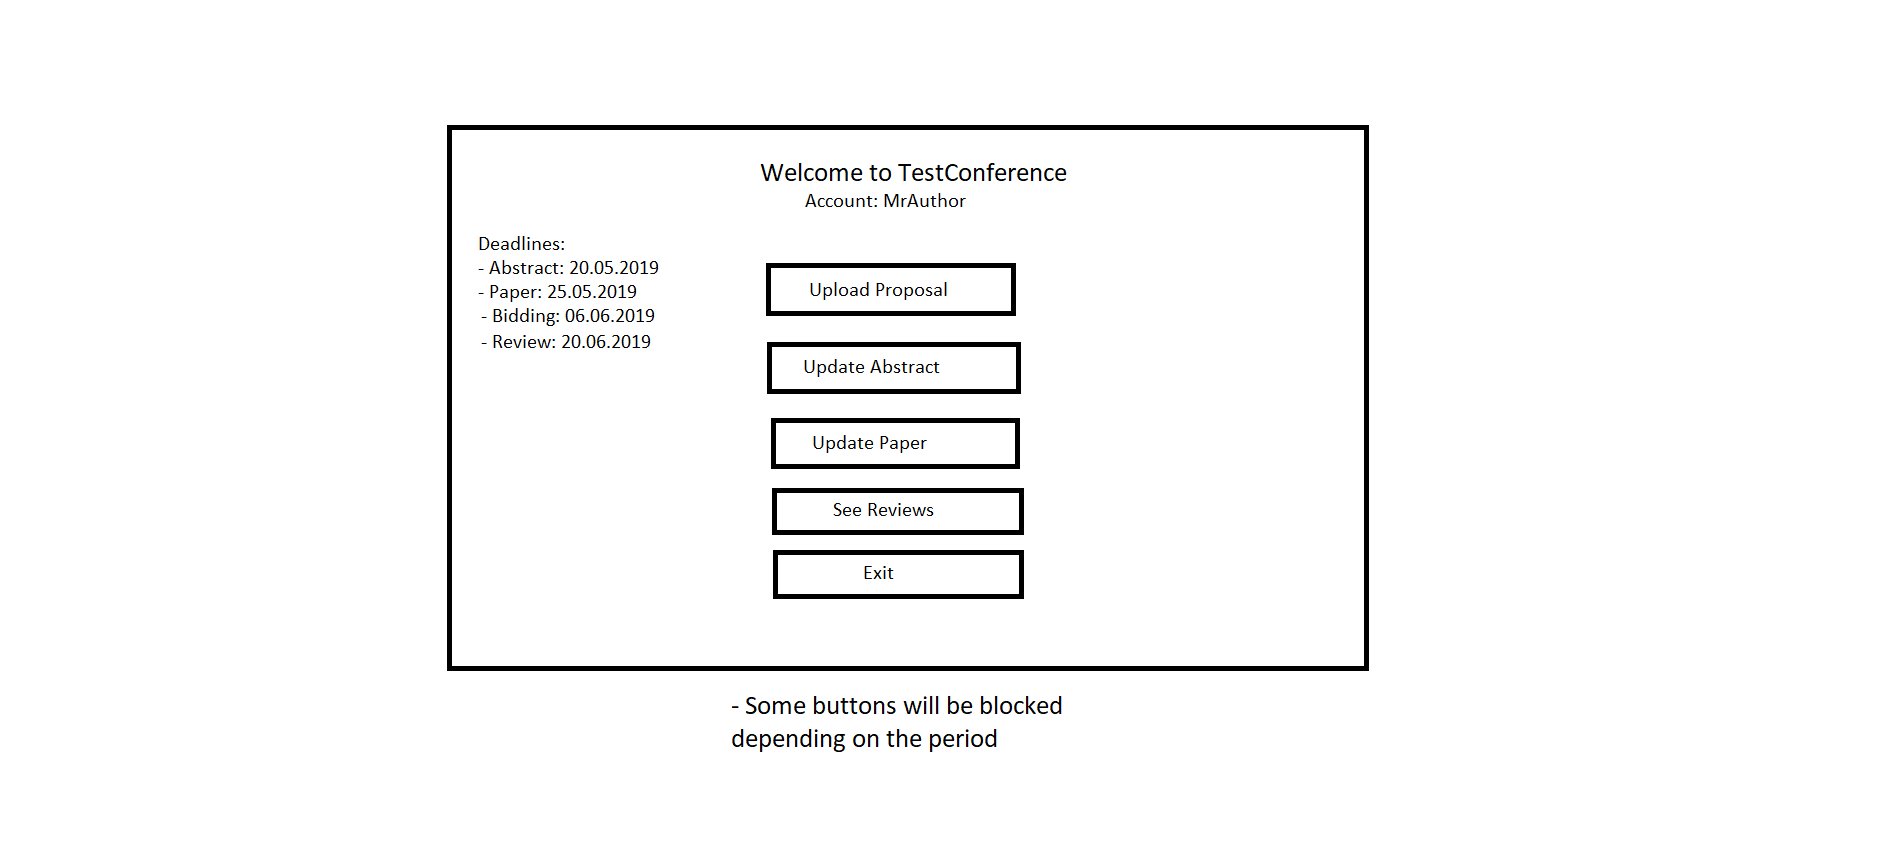 Welcome to TestConference
Account: MrAuthor
Deadlines:
- Abstract: 20.05.2019
- Paper: 25.05.2019
- Bidding: 06.06.2019
- Review: 20.06.2019
Upload Proposal
Update Abstract
Update Paper
See Reviews
Exit
- Some buttons will be blocked
depending on the period